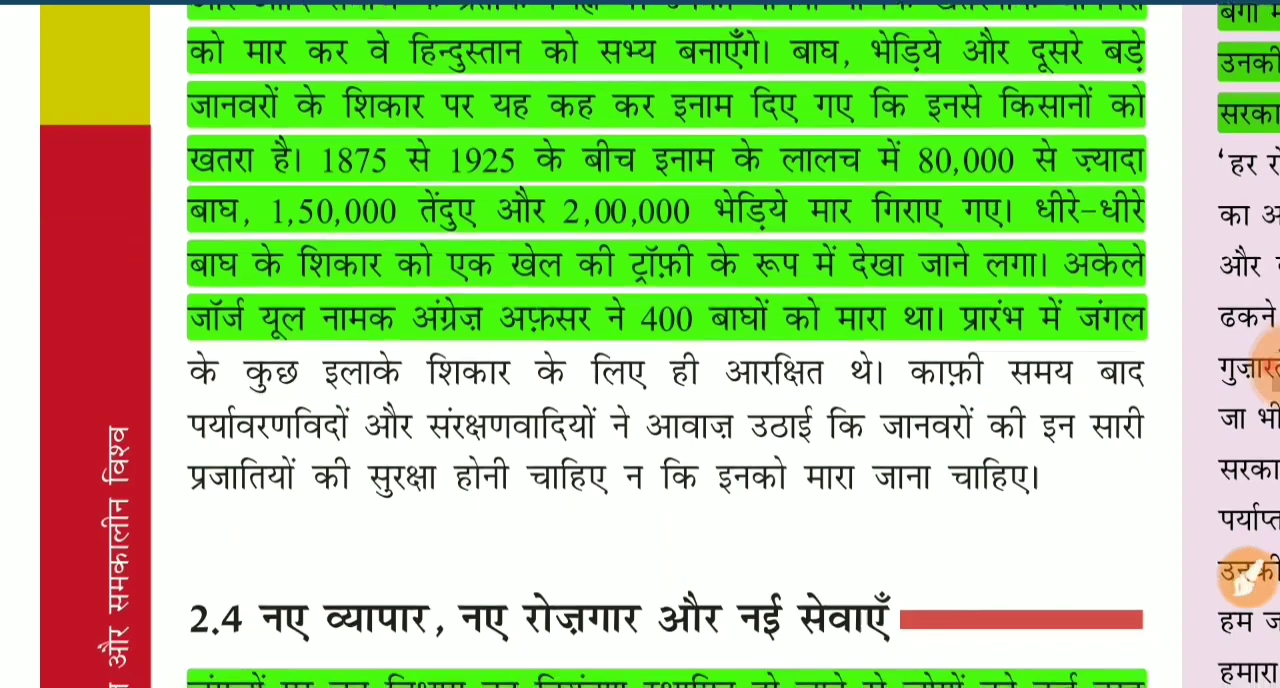 को मार कर वे हिन्दुस्तान को सभ्य बनाएँगे। बाघ, भेड़िये और दूसरे बड़े
जानवरों के शिकार पर यह कह कर इनाम दिए गए कि इनसे किसानों को
खतरा है। 1875 से 1925 के बीच इनाम के लालच में 80,000 से ज़्यादा
बाघ, 1,50,000 तेंदुए और 2,00,000 भेड़िये मार गिराए गए। धीरे-धीरे
बाघ के शिकार को एक खेल की ट्रॉफ़ी के रूप में देखा जाने लगा। अकेले
जॉर्ज यूल नामक अंग्रेज़ अफ़सर ने 400 बाघों को मारा था। प्रारंभ में जंगल
के कुछ इलाके शिकार के लिए ही आरक्षित थे। काफ़ी समय बाद
पर्यावरणविदों और संरक्षणवादियों ने आवाज़ उठाई कि जानवरों की इन सारी
प्रजातियों की सुरक्षा होनी चाहिए न कि इनको मारा जाना चाहिए।
2.4 नए व्यापार, नए रोज़गार और नई सेवाएँ
और समकालीन विश्व
उनकी
सरका
‘हर
का
और
ढकने
जा भी
सरका
पर्याप्त
हम
हमारा